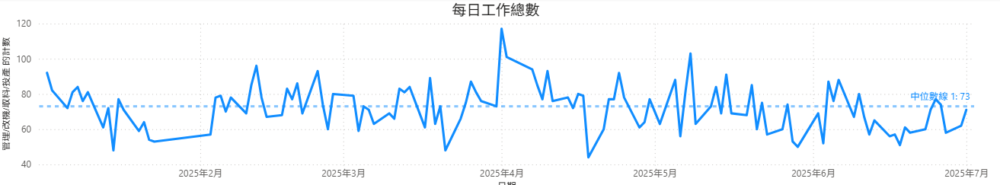 每日工作總數
管理/改機/取料/投產 的計數
120
100
80
60
40
中位數線 1: 73
2025年2月
2025年3月
2025年4月
2025年5月
2025年6月
2025年7月
日期